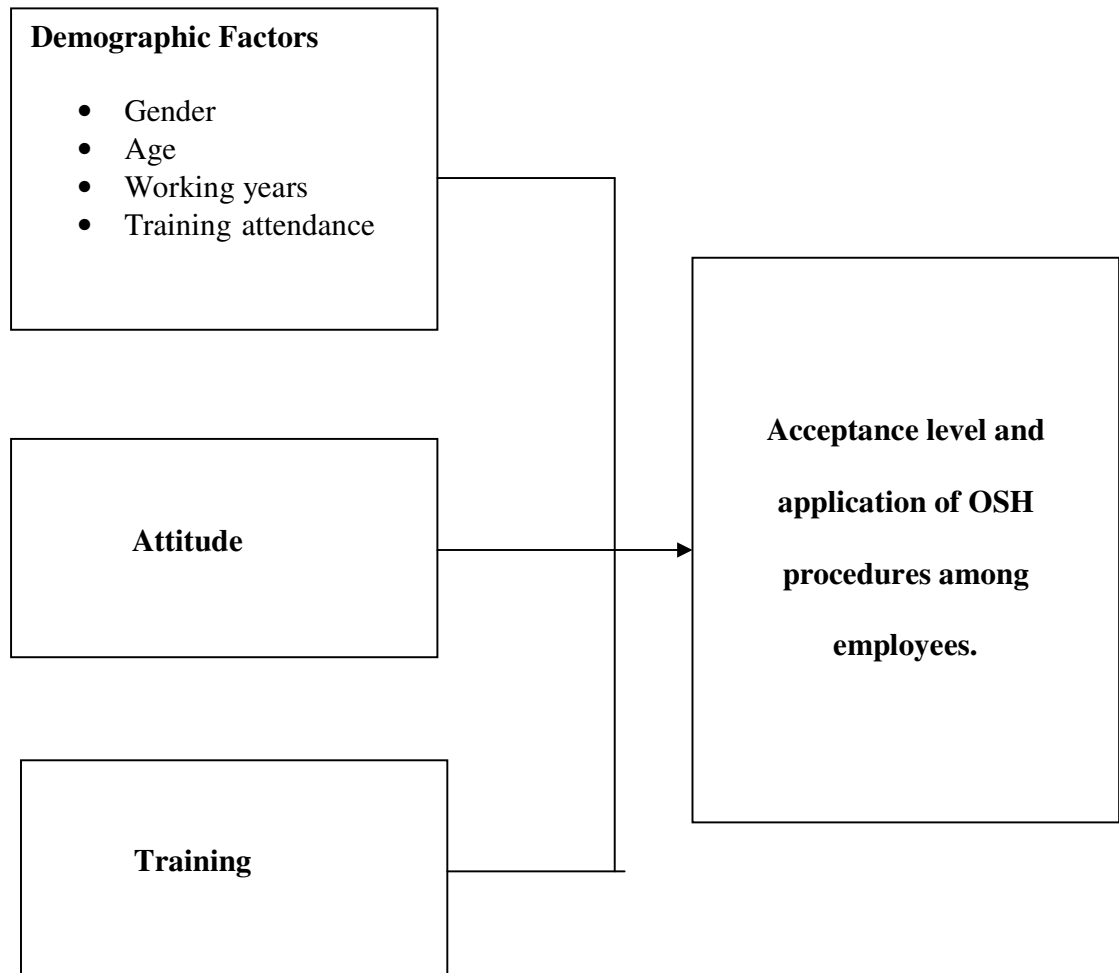 Demographic Factors
• Gender
• Age
• Working years
• Training attendance
Attitude
Training
Acceptance level and
application of OSH
procedures among
employees.